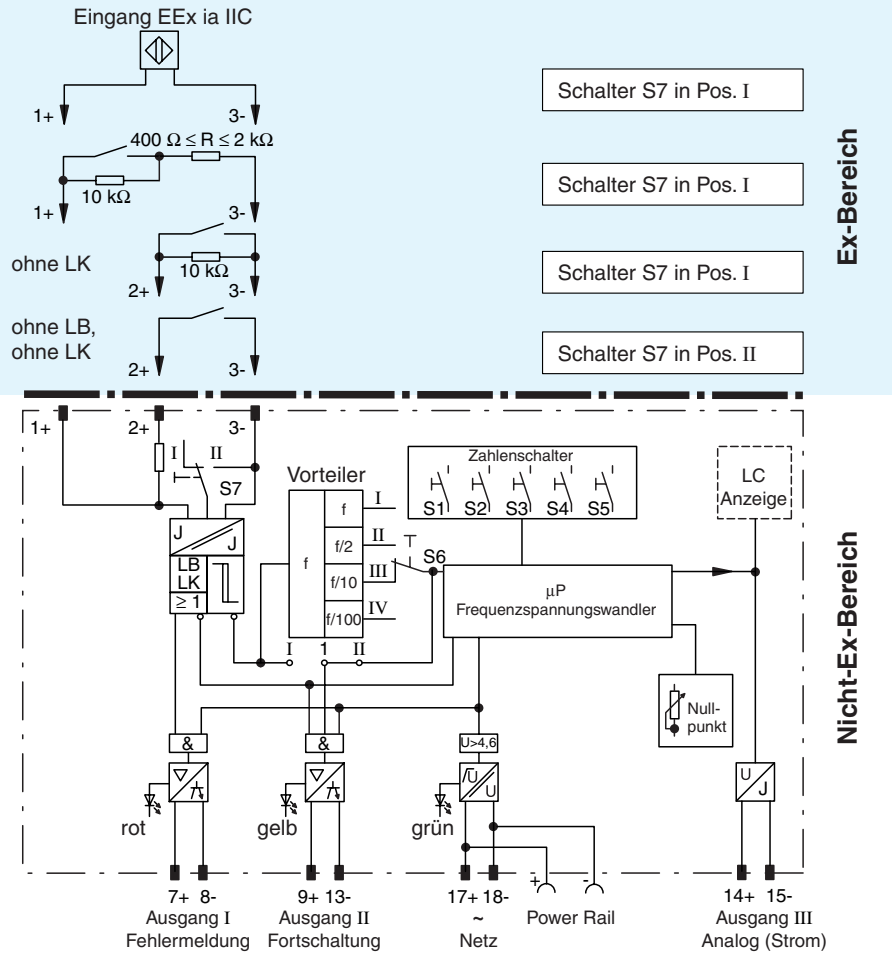 Eingang EEx ia IIC
1+
3-
Schalter S7 in Pos. I
400 Ω ≤ R ≤ 2 kΩ
10 kΩ
1+
3-
Schalter S7 in Pos. I
ohne LK
10 kΩ
2+
3-
Schalter S7 in Pos. I
ohne LB,
ohne LK
2+
3-
Schalter S7 in Pos. II
Ex-Bereich
1+
2+
3-
I
II
S7
J
J
LB
LK
≥ 1
Vorteiler
f
f
f/2
f/10
f/100
I
II
III
IV
S6
I
1
II
Zahlenschalter
S1
S2
S3
S4
S5
µP
Frequenzspannungswandler
LC
Anzeige
Null-
punkt
Nicht-Ex-Bereich
&
&
U>4,6
U
U
U
J
rot
gelb
grün
+
-
7+ 8-
Ausgang I
Fehlermeldung
9+ 13-
Ausgang II
Fortschaltung
17+ 18-
~
Netz
Power Rail
14+ 15-
Ausgang III
Analog (Strom)